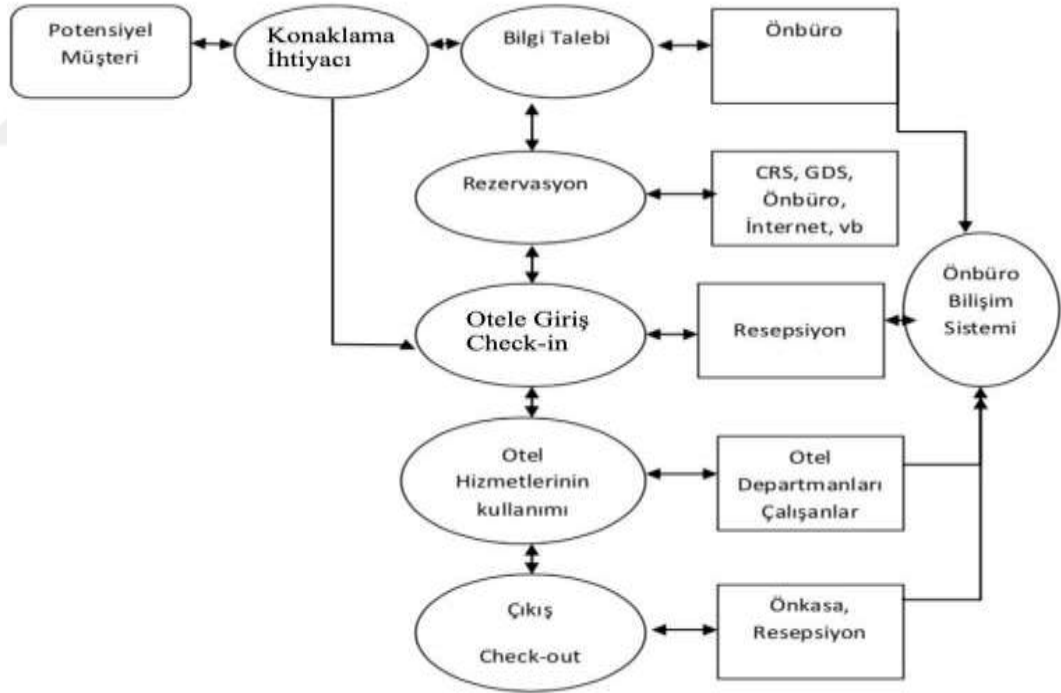 Potensiyel
Müşteri
Konaklama
İhtiyacı
Bilgi Talebi
Önbüro
Rezervasyon
CRS, GDS,
Önbüro,
İnternet, vb
Önbüro
Bilişim
Sistemi
Otele Giriş
Check-in
Resepsiyon
Otel
Hizmetlerinin
kullanımı
Otel
Departmanları
Çalışanlar
Çıkış
Check-out
Önkasa,
Resepsiyon